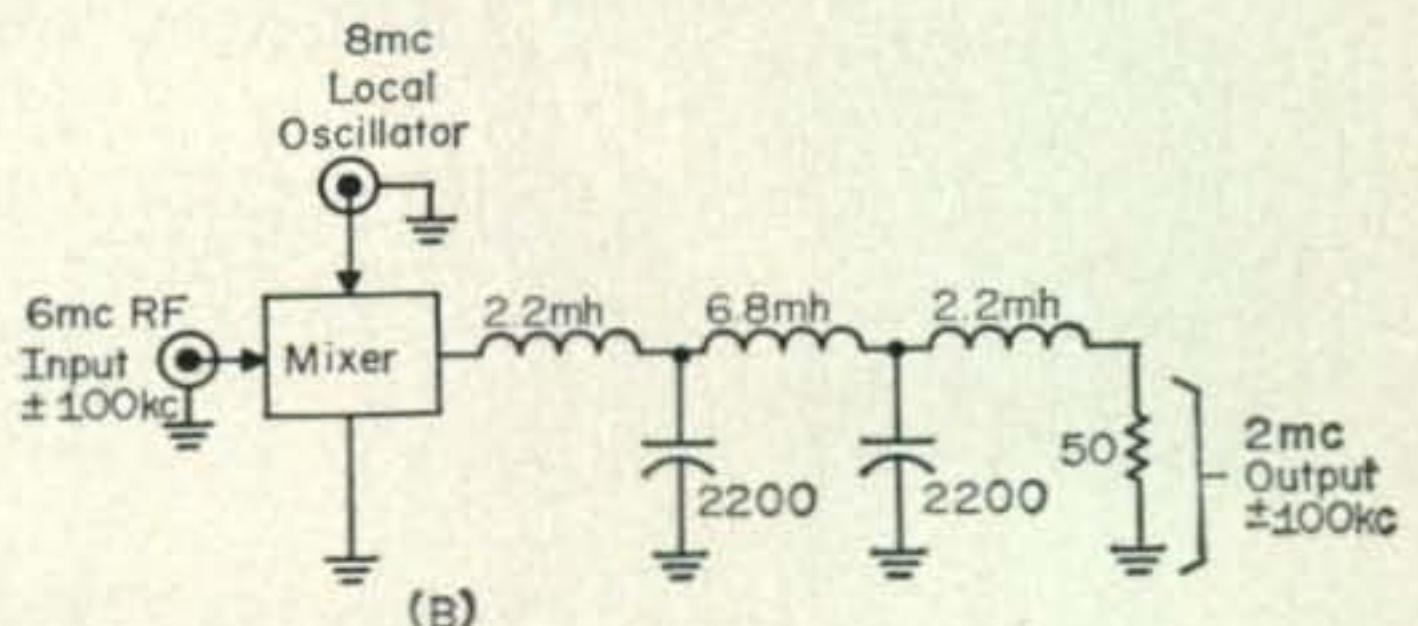 8mc
Local
Oscillator
6mc RF
Input
± 100kc
Mixer
2.2mh
6.8mh
2.2mh
2200
2200
50
2mc
Output
±100kc
(B)